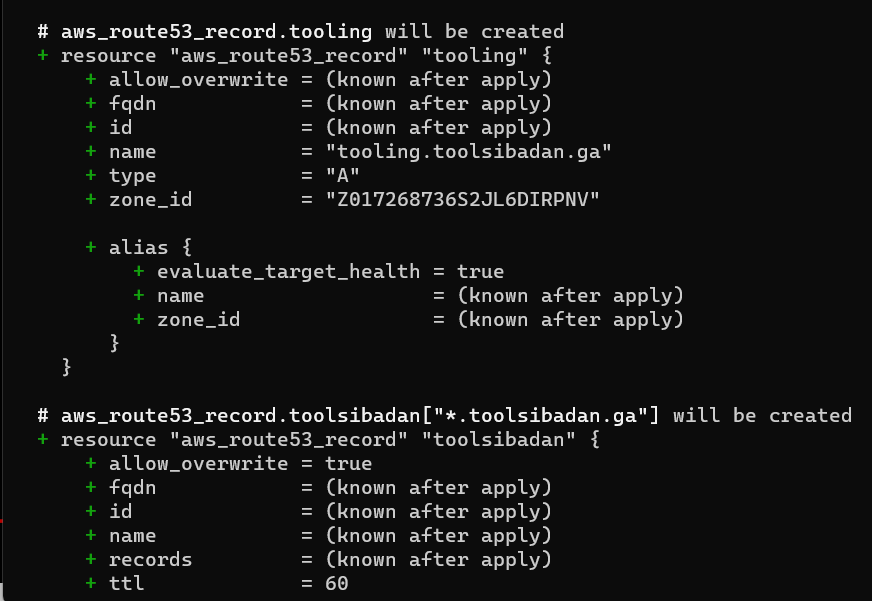 # aws_route53_record.tooling will be created
+ resource "aws_route53_record" "tooling" {
+ allow_overwrite = (known after apply)
+ fqdn = (known after apply)
+ id = (known after apply)
+ name = "tooling.toolsibadan.ga"
+ type = "A"
+ zone_id = "Z017268736S2JL6DIRPNV"
+ alias {
+ evaluate_target_health = true
+ name = (known after apply)
+ zone_id = (known after apply)
}
}
# aws_route53_record.toolsibadan["*.toolsibadan.ga"] will be created
+ resource "aws_route53_record" "toolsibadan" {
+ allow_overwrite = true
+ fqdn = (known after apply)
+ id = (known after apply)
+ name = (known after apply)
+ records = (known after apply)
+ ttl = 60